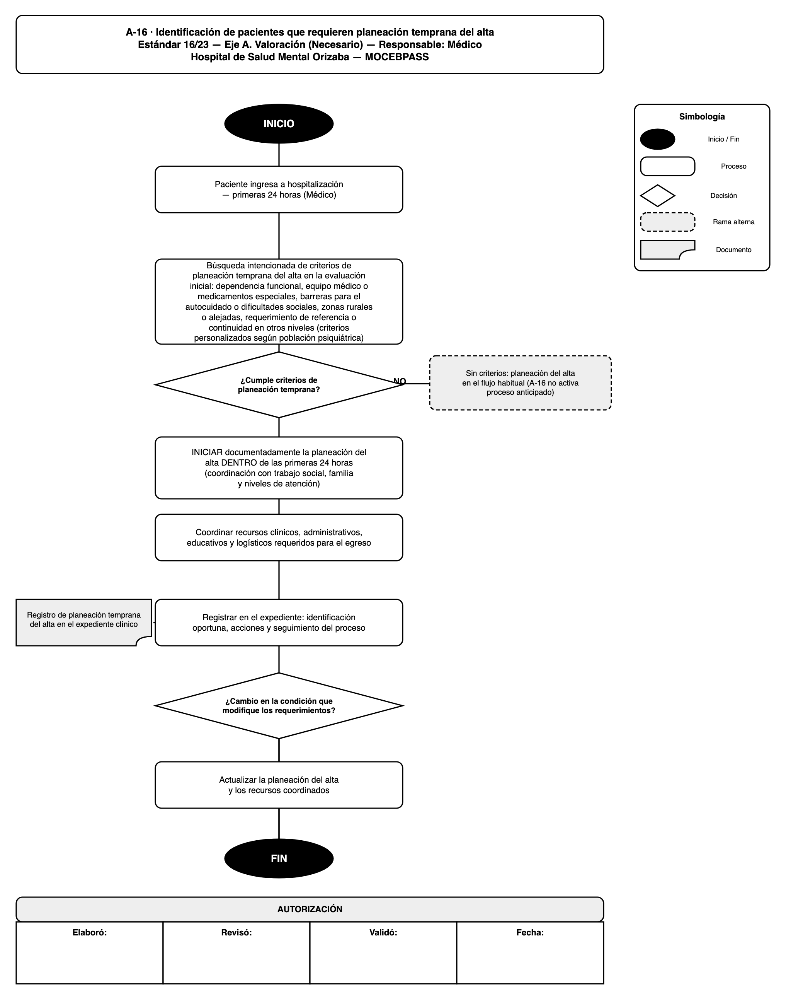 A-16 · Identificación de pacientes que requieren planeación temprana del alta
Estándar 16/23 — Eje A. Valoración (Necesario) — Responsable: Médico
Hospital de Salud Mental Orizaba — MOCEBPASS
INICIO
Simbología
Inicio / Fin
Proceso
Decisión
Rama alterna
Documento
Paciente ingresa a hospitalización
— primeras 24 horas (Médico)
Búsqueda intencionada de criterios de
planeación temprana del alta en la evaluación
inicial: dependencia funcional, equipo médico o
medicamentos especiales, barreras para el
autocuidado o dificultades sociales, zonas rurales
o alejadas, requerimiento de referencia o
continuidad en otros niveles (criterios
personalizados según población psiquiátrica)
¿Cumple criterios de
planeación temprana?
NO
Sin criterios: planeación del alta
en el flujo habitual (A-16 no activa
proceso anticipado)
INICIAR documentadamente la planeación del
alta DENTRO de las primeras 24 horas
(coordinación con trabajo social, familia
y niveles de atención)
Coordinar recursos clínicos, administrativos,
educativos y logísticos requeridos para el egreso
Registro de planeación temprana
del alta en el expediente clínico
Registrar en el expediente: identificación
oportuna, acciones y seguimiento del proceso
¿Cambio en la condición que
modifique los requerimientos?
Actualizar la planeación del alta
y los recursos coordinados
FIN
AUTORIZACIÓN
Elaboró:
Revisó:
Validó:
Fecha: